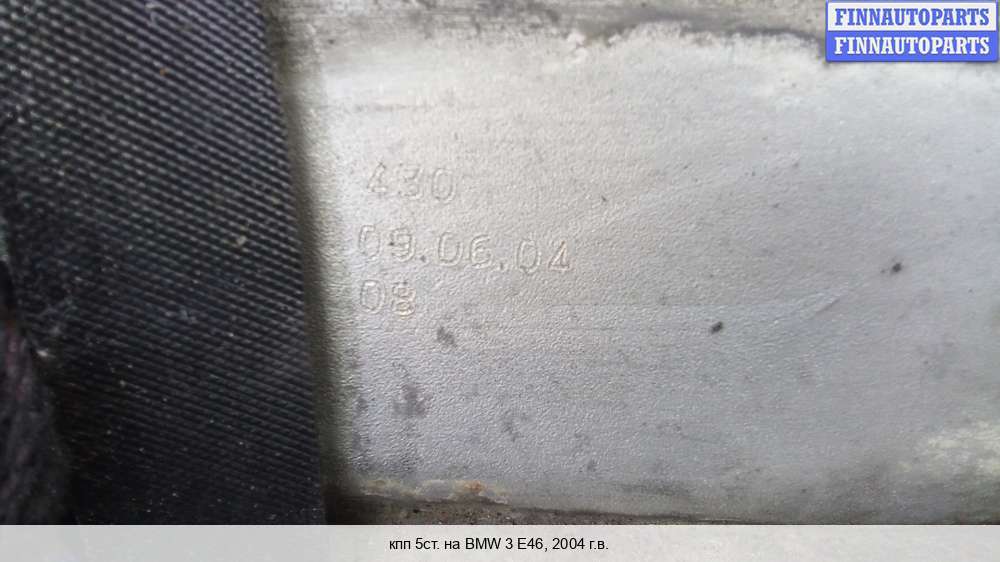 FINNAUTOPARTS
FINNAUTOPARTS
430
09.06.04
08
кпп 5ст. на BMW 3 E46, 2004 г.в.